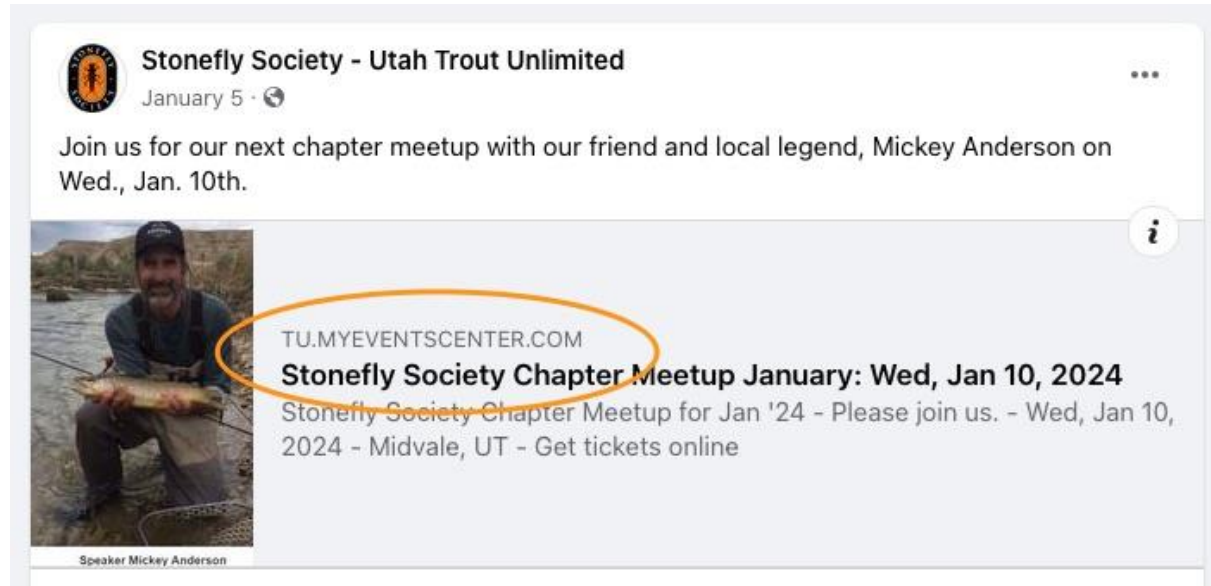 Stonefly Society - Utah Trout Unlimited
January 5 ·
Join us for our next chapter meetup with our friend and local legend, Mickey Anderson on
Wed., Jan. 10th.
TU.MYEVENTSCENTER.COM
Stonefly Society Chapter Meetup January: Wed, Jan 10, 2024
Stonefly Society Chapter Meetup for Jan '24 - Please join us. - Wed, Jan 10,
2024 - Midvale, UT - Get tickets online
Speaker Mickey Anderson